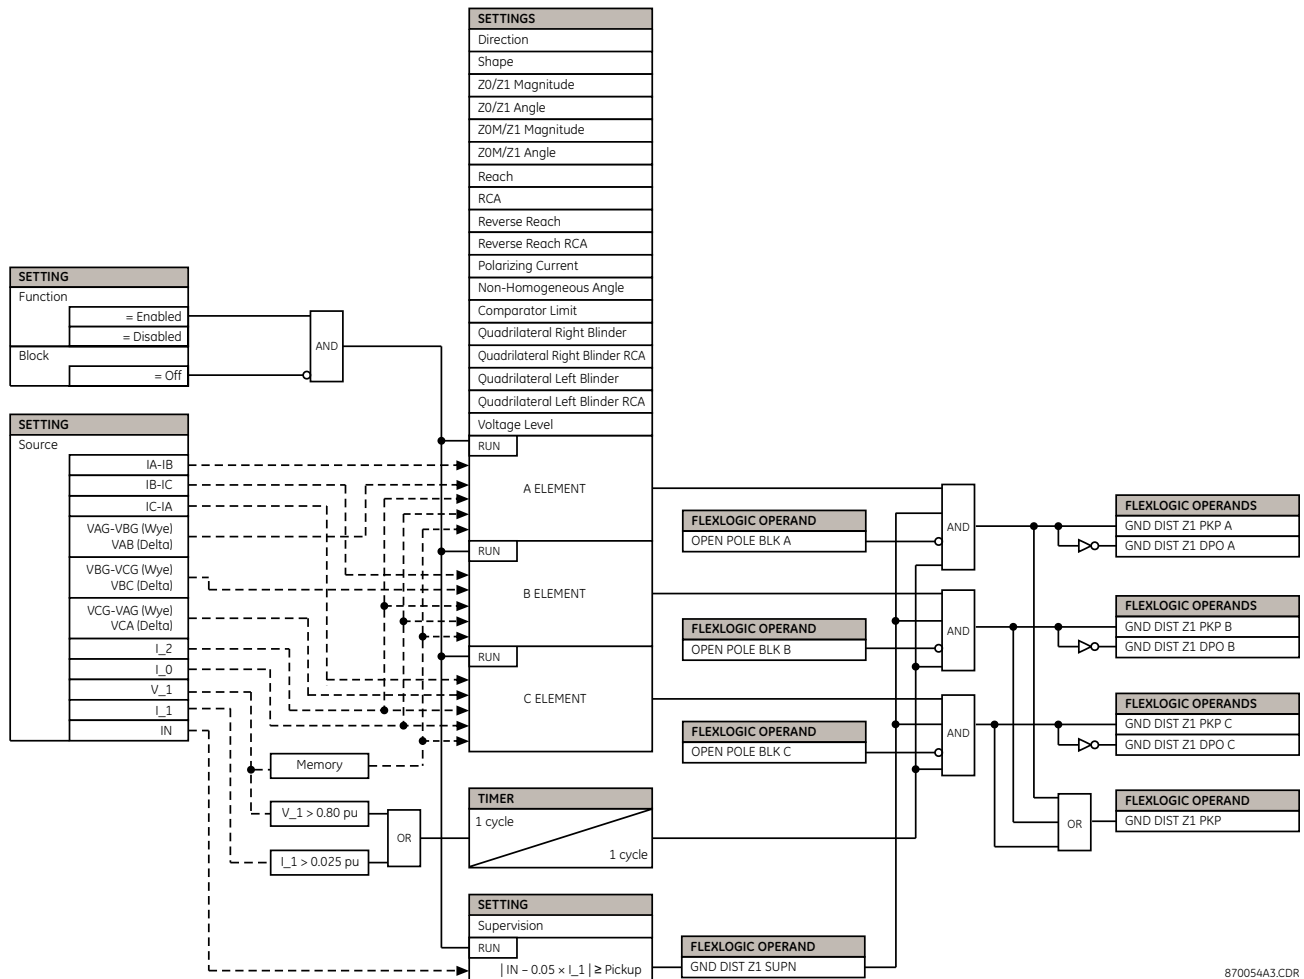 SETTINGS
Direction
Shape
Z0/Z1 Magnitude
Z0/Z1 Angle
Z0M/Z1 Magnitude
Z0M/Z1 Angle
Reach
RCA
Reverse Reach
Reverse Reach RCA
Polarizing Current
Non-Homogeneous Angle
Comparator Limit
Quadrilateral Right Blinder
Quadrilateral Right Blinder RCA
Quadrilateral Left Blinder
Quadrilateral Left Blinder RCA
Voltage Level
RUN
A ELEMENT
RUN
B ELEMENT
RUN
C ELEMENT
SETTING
Function
= Enabled
= Disabled
Block
= Off
AND
SETTING
Source
IA-IB
IB-IC
IC-IA
VAG-VBG (Wye)
VAB (Delta)
VBG-VCG (Wye)
VBC (Delta)
VCG-VAG (Wye)
VCA (Delta)
I_2
I_0
V_1
I_1
IN
Memory
V_1 > 0.80 pu
I_1 > 0.025 pu
OR
TIMER
1 cycle
1 cycle
SETTING
Supervision
RUN
| IN – 0.05 × I_1 | ≥ Pickup
FLEXLOGIC OPERAND
GND DIST Z1 SUPN
FLEXLOGIC OPERAND
OPEN POLE BLK A
FLEXLOGIC OPERAND
OPEN POLE BLK B
FLEXLOGIC OPERAND
OPEN POLE BLK C
AND
AND
AND
FLEXLOGIC OPERANDS
GND DIST Z1 PKP A
GND DIST Z1 DPO A
FLEXLOGIC OPERANDS
GND DIST Z1 PKP B
GND DIST Z1 DPO B
FLEXLOGIC OPERANDS
GND DIST Z1 PKP C
GND DIST Z1 DPO C
OR
FLEXLOGIC OPERAND
GND DIST Z1 PKP
870054A3.CDR